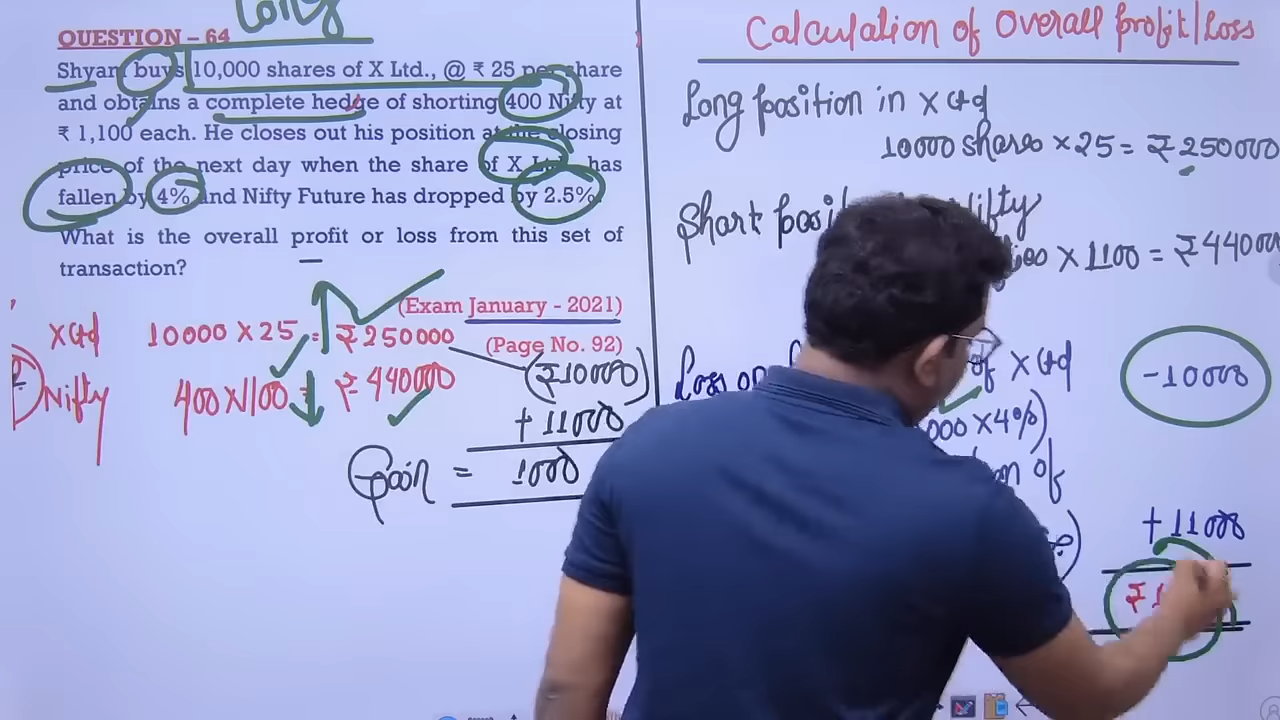 Long
QUESTION – 64
Shyam buys 10,000 shares of X Ltd., @ ₹ 25 per share
and obtains a complete hedge of shorting 400 Nifty at
₹ 1,100 each. He closes out his position at the closing
price of the next day when the share of X Ltd. has
fallen by 4% and Nifty Future has dropped by 2.5%.
What is the overall profit or loss from this set of
transaction?
(Exam January - 2021)
(Page No. 92)
X Ltd 10000 X 25 = ₹ 250000
Nifty 400 X 1100 = ₹ 440000
(₹10000)
+ 11000
Gain = 1000
Calculation of Overall profit/Loss
Long position in X Ltd
10000 shares × 25 = ₹ 250000
Short
X 1100 = ₹ 440000
Loss on of X Ltd
000 × 4%)
- 10000
of
+ 11000